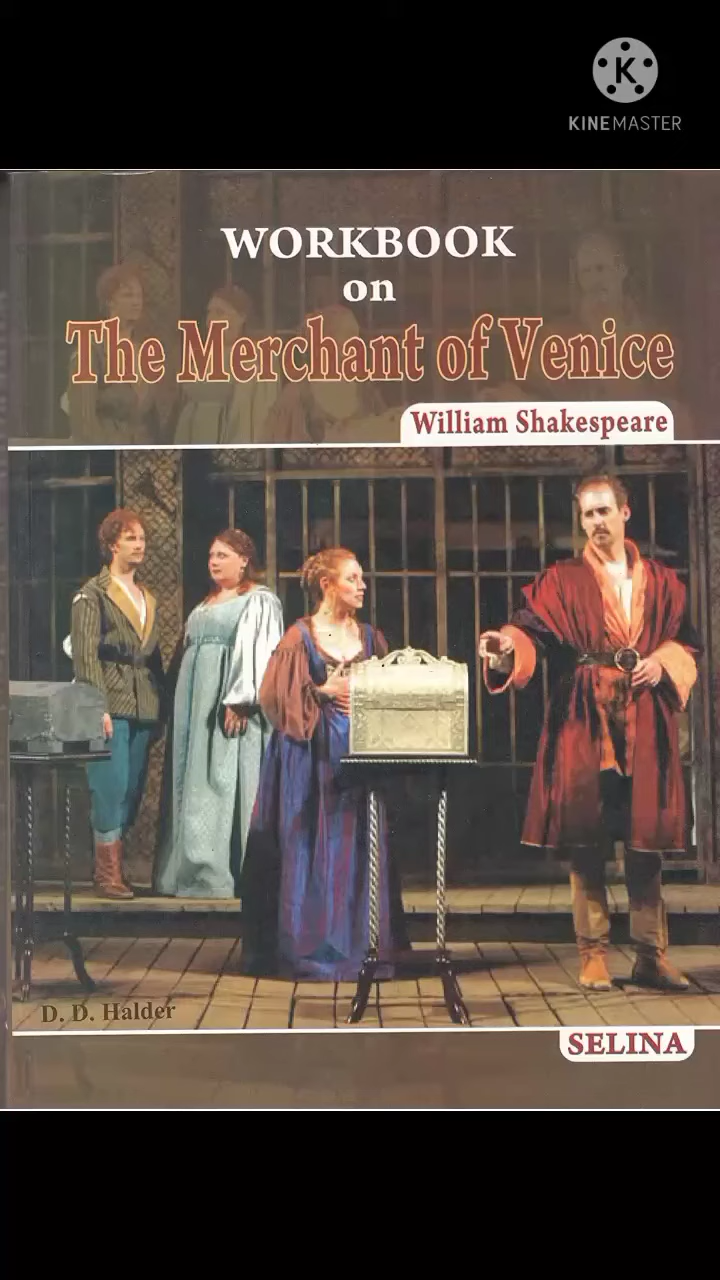 K
KINEMASTER
WORKBOOK
on
The Merchant of Venice
William Shakespeare
D. D. Halder
SELINA